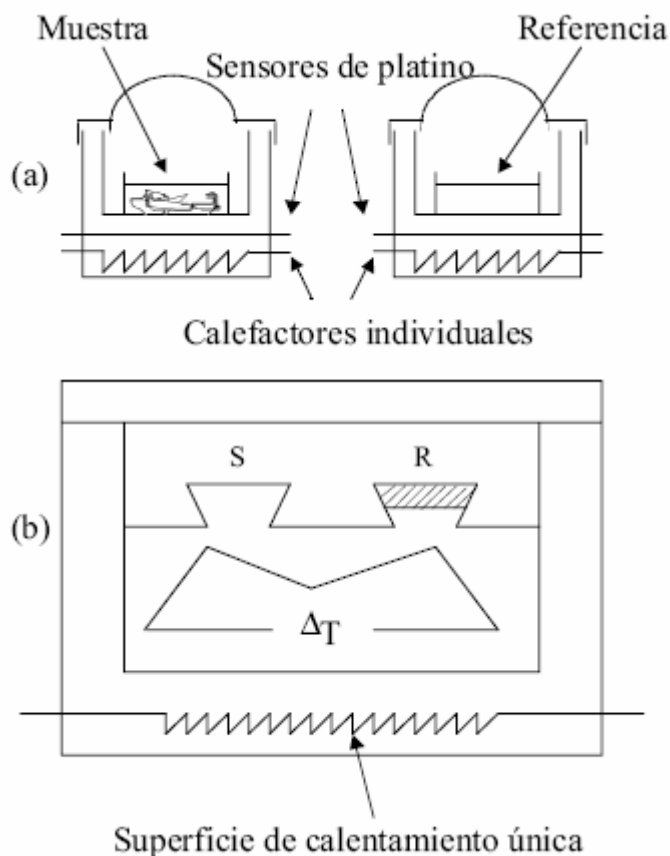 Muestra
Referencia
Sensores de platino
(a)
Calefactores individuales
S
R
(b)
ΔT
Superficie de calentamiento única